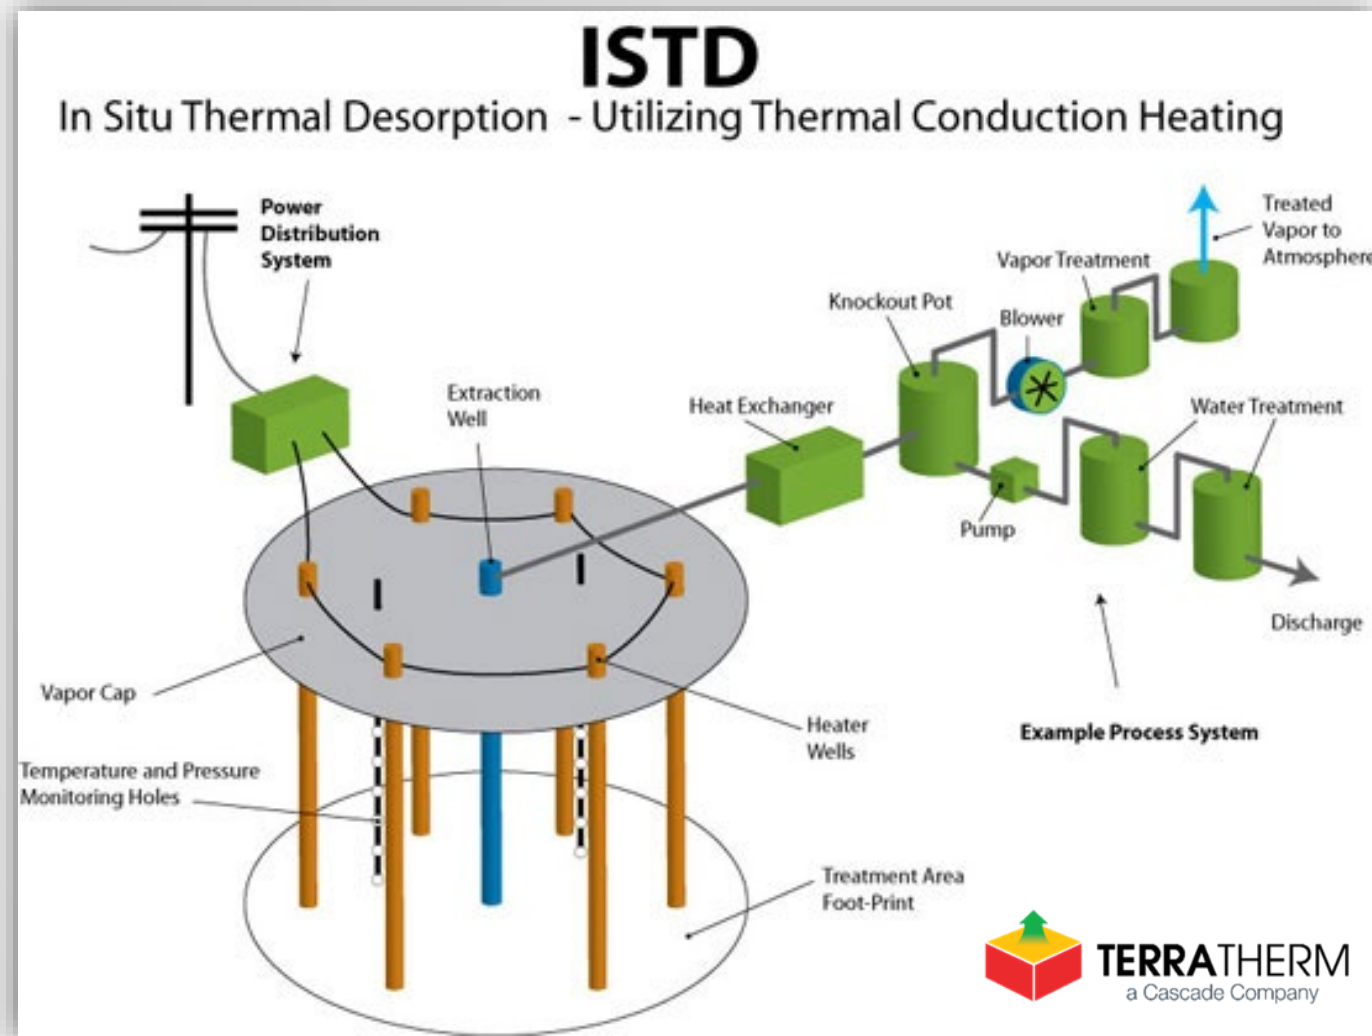 ISTD
In Situ Thermal Desorption - Utilizing Thermal Conduction Heating
Power
Distribution
System
Treated
Vapor to
Atmosphere
Vapor Treatment
Knockout Pot
Blower
Extraction
Well
Heat Exchanger
Water Treatment
Pump
Discharge
Vapor Cap
Heater
Wells
Example Process System
Temperature and Pressure
Monitoring Holes
Treatment Area
Foot-Print
TERRATHERM
a Cascade Company